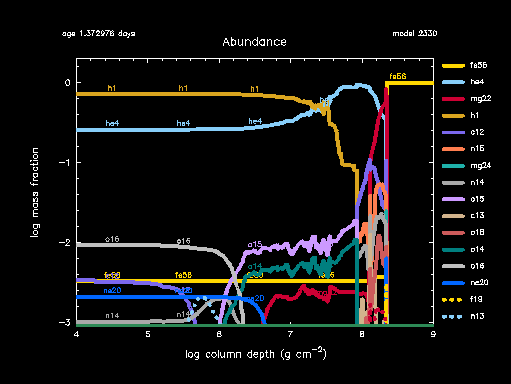 age 1.372976 days
model 2330
Abundance
fe56
0
h1 h1 h1
he4 he4 he4
−1
log mass fraction
o16 o16 o15
−2
o14
fe56 fe56
ne20 ne20
n14 n14
−3
4 5 6 7 8 9
log column depth (g cm−2)
fe56
he4
mg22
h1
c12
n15
mg24
n14
o15
c13
o18
o14
o16
ne20
f19
n13